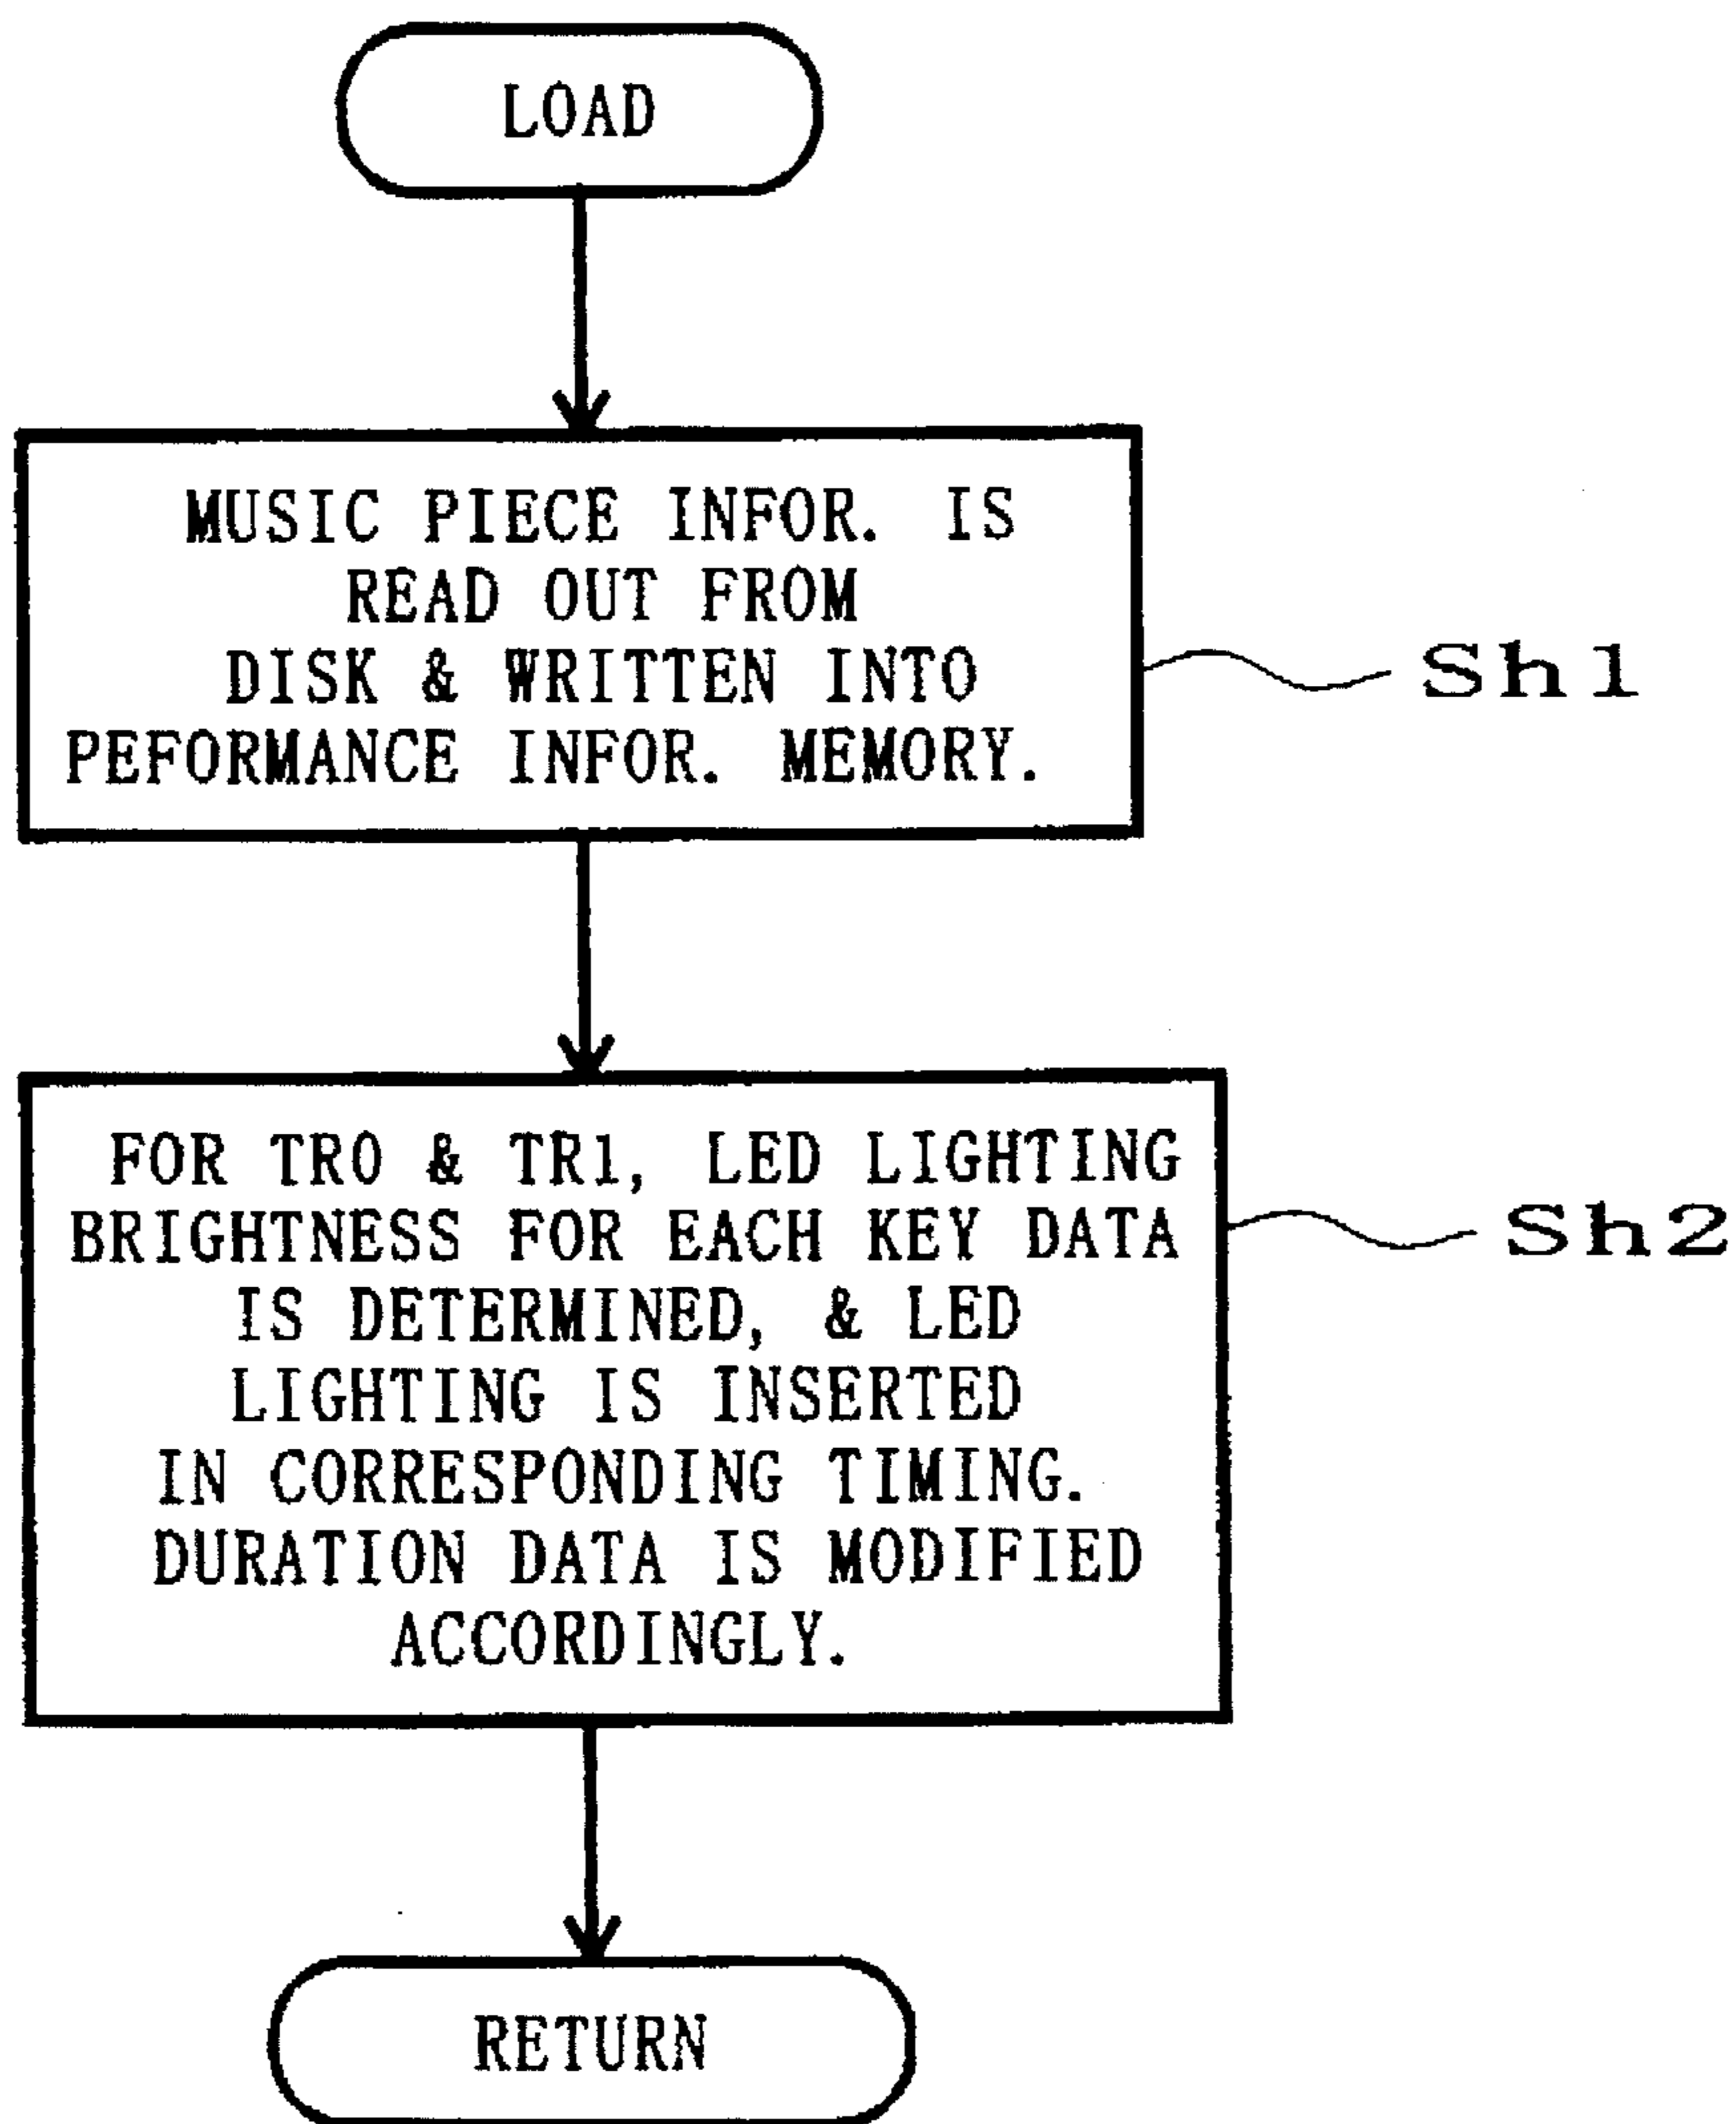 LOAD
MUSIC PIECE INFOR. IS
READ OUT FROM
DISK & WRITTEN INTO
PEFORMANCE INFOR. MEMORY.
Sh1
FOR TR0 & TR1, LED LIGHTING
BRIGHTNESS FOR EACH KEY DATA
IS DETERMINED, & LED
LIGHTING IS INSERTED
IN CORRESPONDING TIMING.
DURATION DATA IS MODIFIED
ACCORDINGLY.
Sh2
RETURN